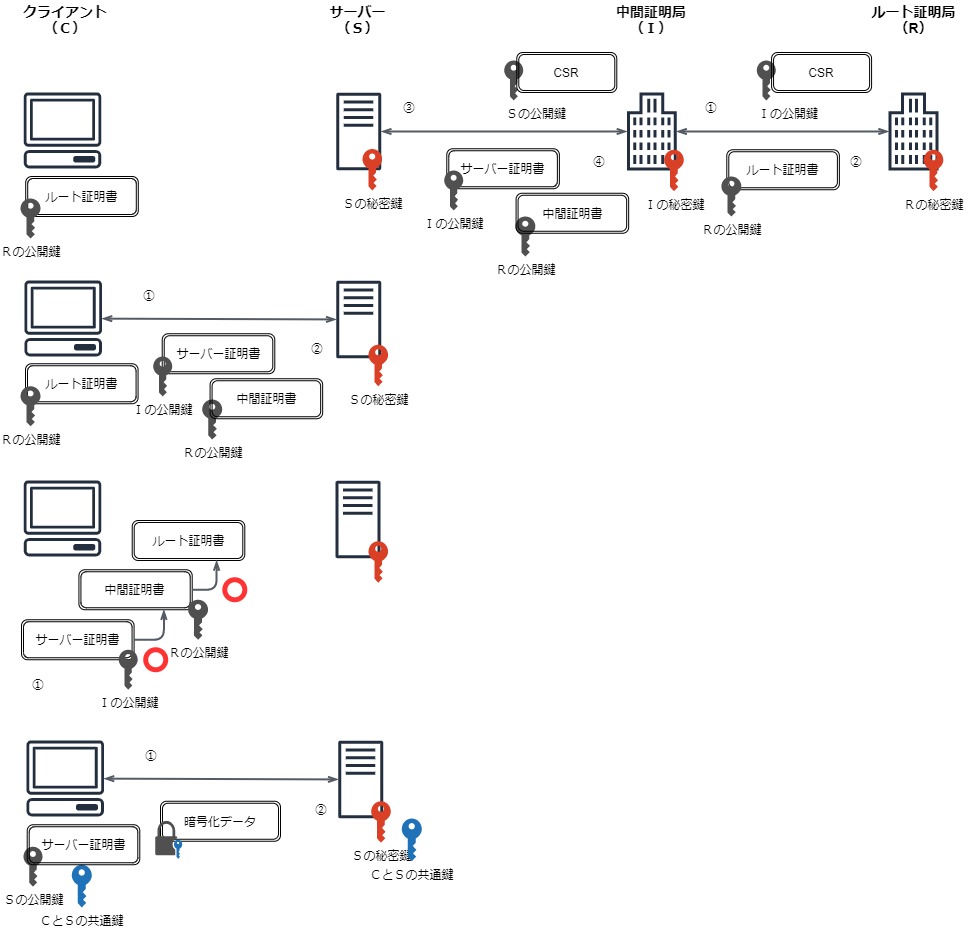 クライアント
(Ｃ)
サーバー
(Ｓ)
中間証明局
(Ｉ)
ルート証明局
(R)
CSR
Ｓの公開鍵
CSR
Ｉの公開鍵
③
①
④
②
サーバー証明書
Ｉの公開鍵
中間証明書
Ｒの公開鍵
ルート証明書
Ｒの公開鍵
ルート証明書
Ｒの公開鍵
Ｓの秘密鍵
Ｉの秘密鍵
Ｒの秘密鍵
①
②
サーバー証明書
Ｉの公開鍵
中間証明書
Ｒの公開鍵
ルート証明書
Ｒの公開鍵
Ｓの秘密鍵
ルート証明書
中間証明書
Ｒの公開鍵
サーバー証明書
Ｉの公開鍵
①
①
②
暗号化データ
サーバー証明書
Ｓの公開鍵
ＣとＳの共通鍵
Ｓの秘密鍵
ＣとＳの共通鍵